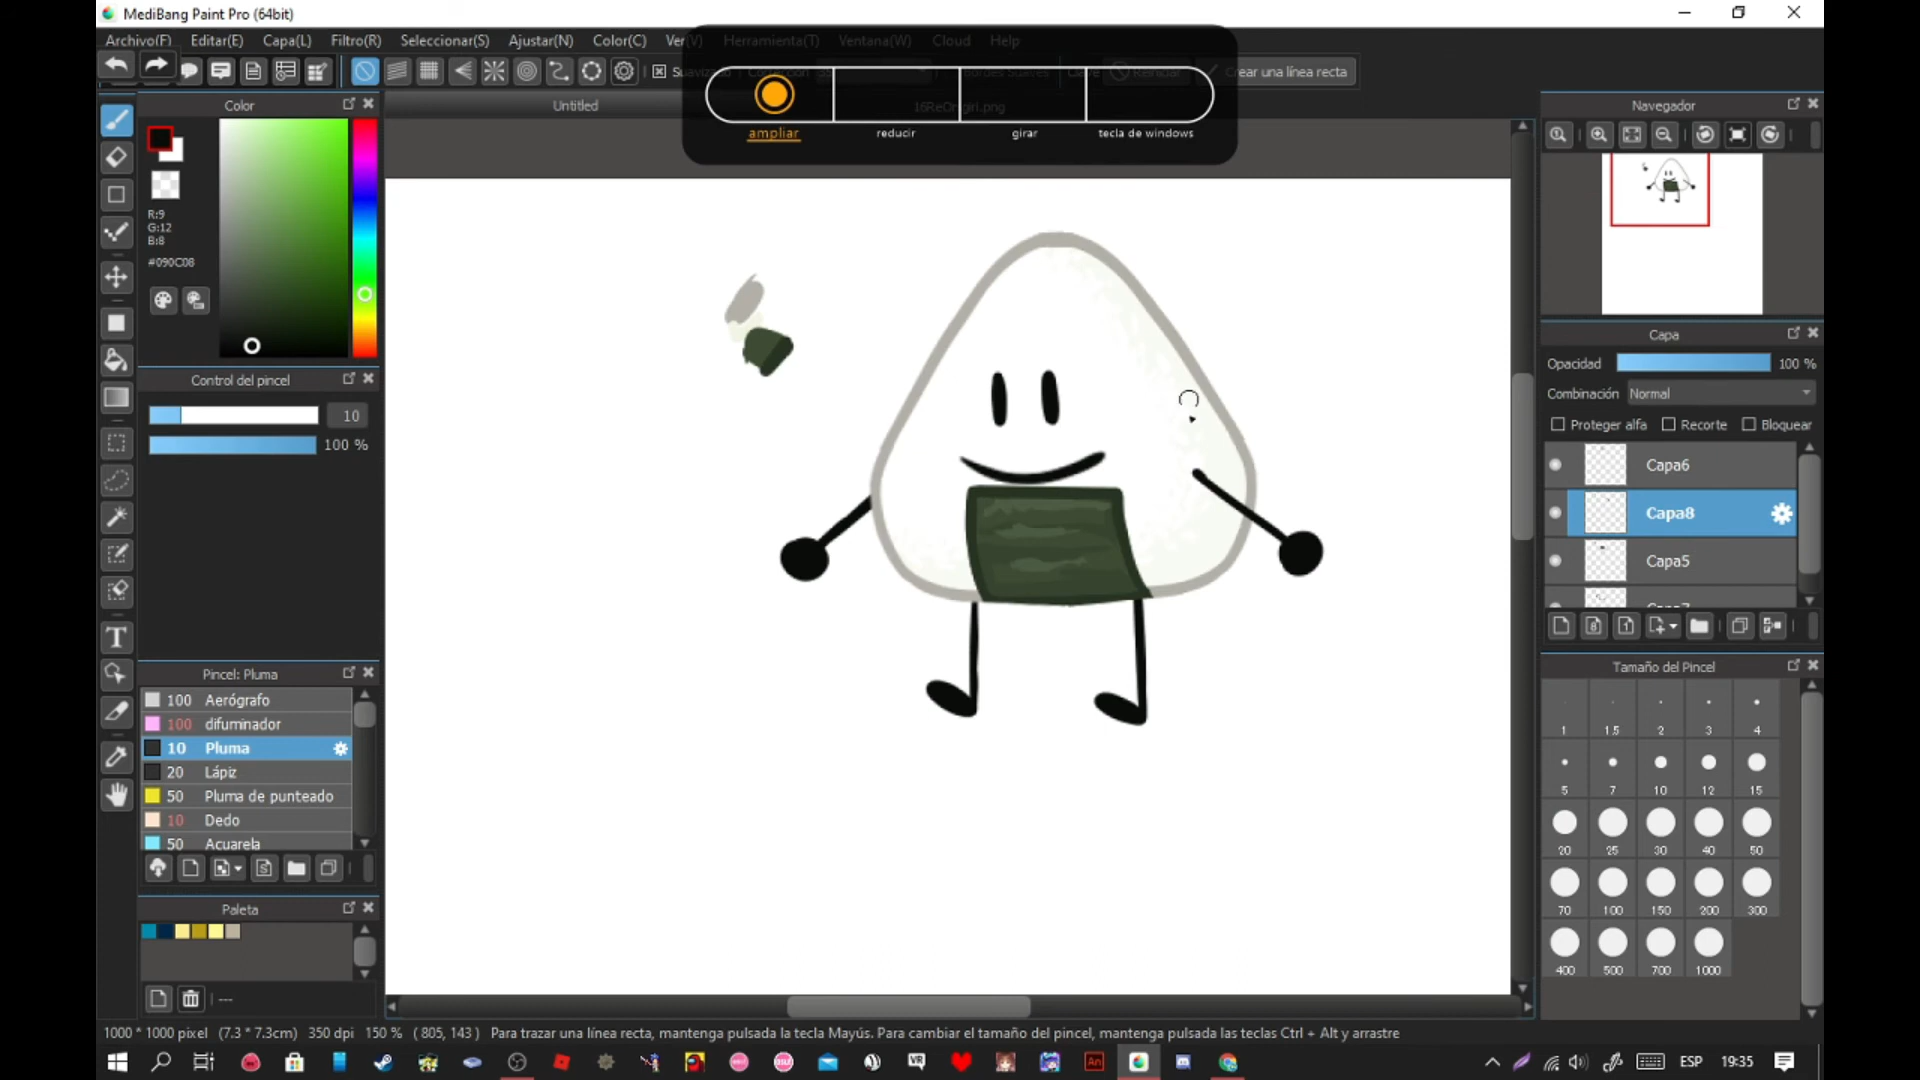 MediBang Paint Pro (64bit)
Archivo(F) Editar(E) Capa(L) Filtro(R) Seleccionar(S) Ajustar(N) Color(C) Ver(V) Herramienta(T) Ventana(W) Cloud Help
Crear una línea recta
ampliar reducir girar tecla de windows
Color
Untitled
Navegador
R:9
G:12
B:8
#090C08
Capa
Opacidad 100 %
Combinación Normal
Proteger alfa Recorte Bloquear
Capa6
Capa8
Capa5
Control del pincel
10
100 %
Pincel: Pluma
100 Aerógrafo
100 difuminador
10 Pluma
20 Lápiz
50 Pluma de punteado
10 Dedo
50 Acuarela
Tamaño del Pincel
1 1.5 2 3 4
5 7 10 12 15
20 25 30 40 50
70 100 150 200 300
400 500 700 1000
Paleta
---
1000 * 1000 pixel (7.3 * 7.3cm) 350 dpi 150 % ( 805, 143 ) Para trazar una línea recta, mantenga pulsada la tecla Mayús. Para cambiar el tamaño del pincel, mantenga pulsada las teclas Ctrl + Alt y arrastre
VR An ESP 19:35